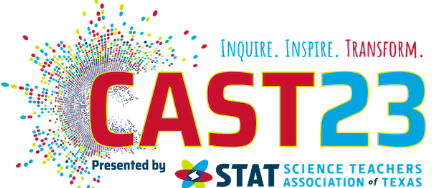 INQUIRE. INSPIRE. TRANSFORM.
CAST23
Presented by
STAT SCIENCE TEACHERS
ASSOCIATION of TEXAS